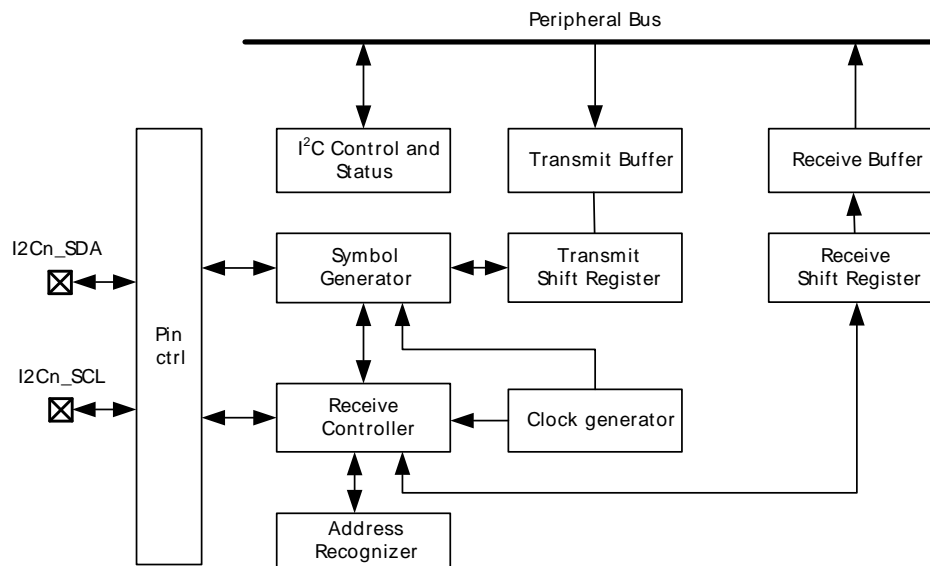 Peripheral Bus
I²C Control and
Status
Transmit Buffer
Receive Buffer
I2Cn_SDA
Symbol
Generator
Transmit
Shift Register
Receive
Shift Register
Pin
ctrl
I2Cn_SCL
Receive
Controller
Clock generator
Address
Recognizer